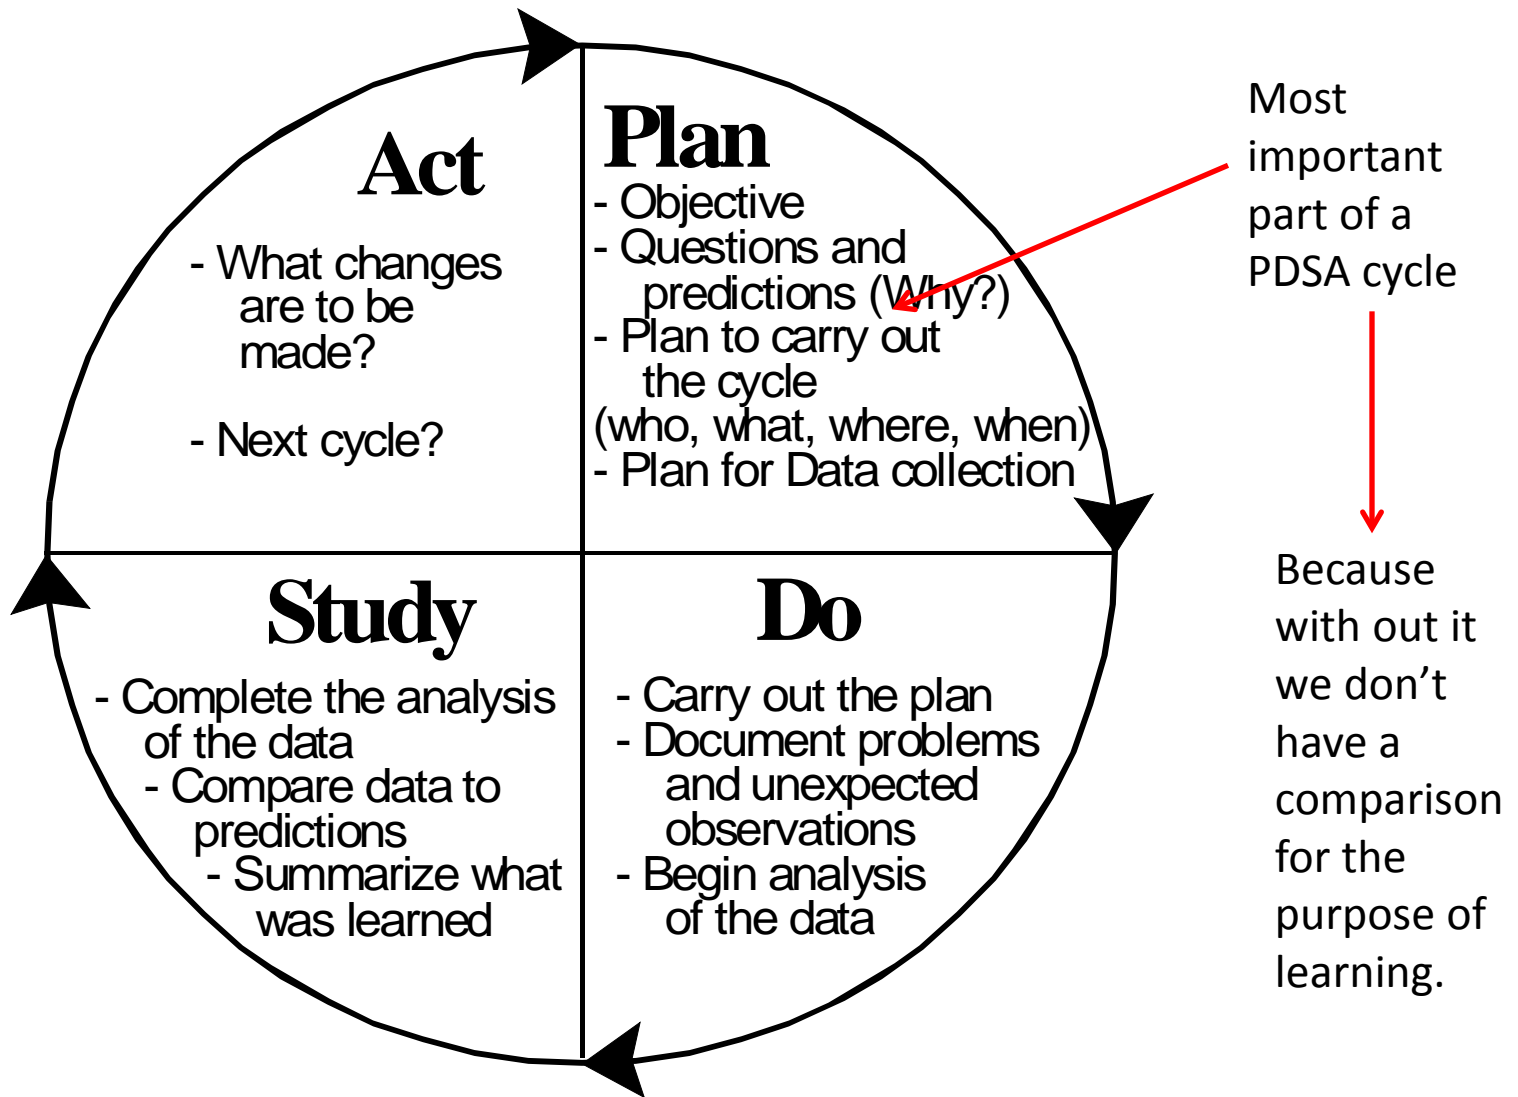 Act
- What changes
are to be
made?
- Next cycle?
Plan
- Objective
- Questions and
predictions (Why?)
- Plan to carry out
the cycle
(who, what, where, when)
- Plan for Data collection
Study
- Complete the analysis
of the data
- Compare data to
predictions
- Summarize what
was learned
Do
- Carry out the plan
- Document problems
and unexpected
observations
- Begin analysis
of the data
Most
important
part of a
PDSA cycle
Because
with out it
we don’t
have a
comparison
for the
purpose of
learning.